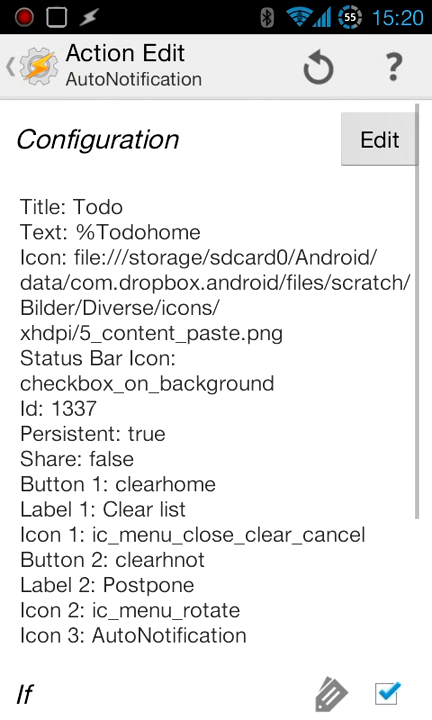 55 15:20
Action Edit
AutoNotification
?
Configuration
Edit
Title: Todo
Text: %Todohome
Icon: file:///storage/sdcard0/Android/
data/com.dropbox.android/files/scratch/
Bilder/Diverse/icons/
xhdpi/5_content_paste.png
Status Bar Icon:
checkbox_on_background
Id: 1337
Persistent: true
Share: false
Button 1: clearhome
Label 1: Clear list
Icon 1: ic_menu_close_clear_cancel
Button 2: clearhnot
Label 2: Postpone
Icon 2: ic_menu_rotate
Icon 3: AutoNotification
If